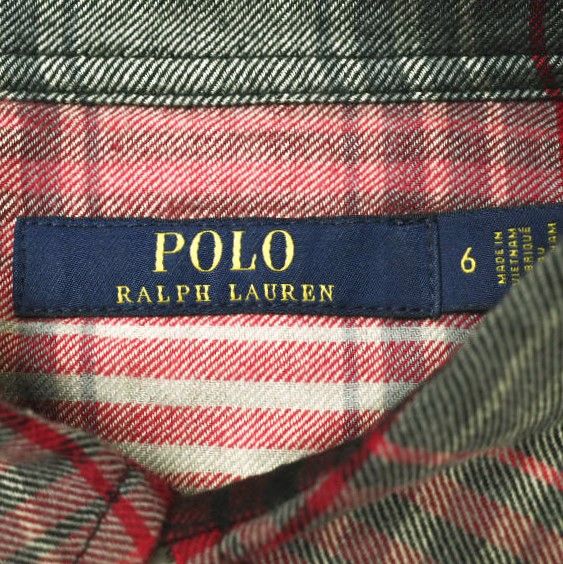 POLO
RALPH LAUREN
6
MADE IN
VIETNAM